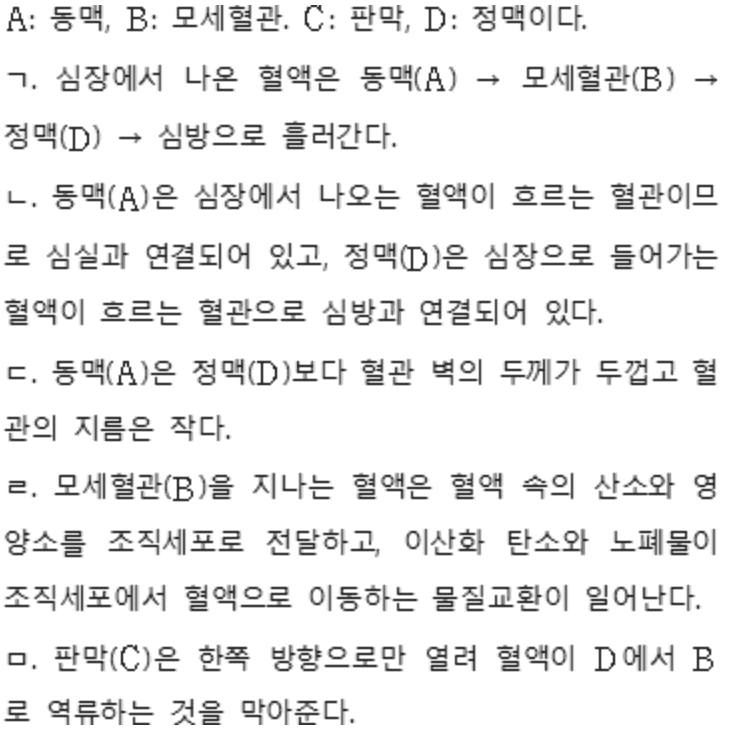 A: 동맥, B: 모세혈관. C: 판막, D: 정맥이다.
ㄱ. 심장에서 나온 혈액은 동맥(A) → 모세혈관(B) →
정맥(D) → 심방으로 흘러간다.
ㄴ. 동맥(A)은 심장에서 나오는 혈액이 흐르는 혈관이므
로 심실과 연결되어 있고, 정맥(D)은 심장으로 들어가는
혈액이 흐르는 혈관으로 심방과 연결되어 있다.
ㄷ. 동맥(A)은 정맥(D)보다 혈관 벽의 두께가 두껍고 혈
관의 지름은 작다.
ㄹ. 모세혈관(B)을 지나는 혈액은 혈액 속의 산소와 영
양소를 조직세포로 전달하고, 이산화 탄소와 노폐물이
조직세포에서 혈액으로 이동하는 물질교환이 일어난다.
ㅁ. 판막(C)은 한쪽 방향으로만 열려 혈액이 D에서 B
로 역류하는 것을 막아준다.